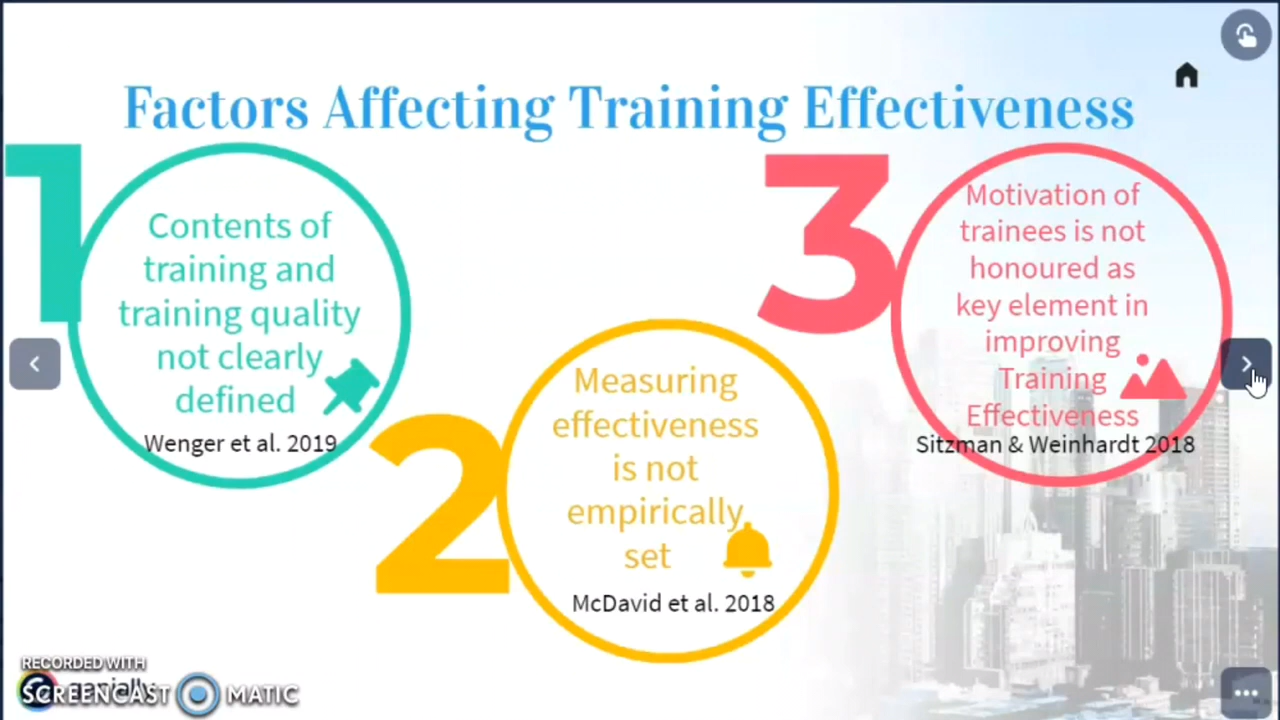 Factors Affecting Training Effectiveness
1
Contents of
training and
training quality
not clearly
defined
Wenger et al. 2019
2
Measuring
effectiveness
is not
empirically
set
McDavid et al. 2018
3
Motivation of
trainees is not
honoured as
key element in
improving
Training
Effectiveness
Sitzman & Weinhardt 2018
RECORDED WITH
SCREENCAST MATIC